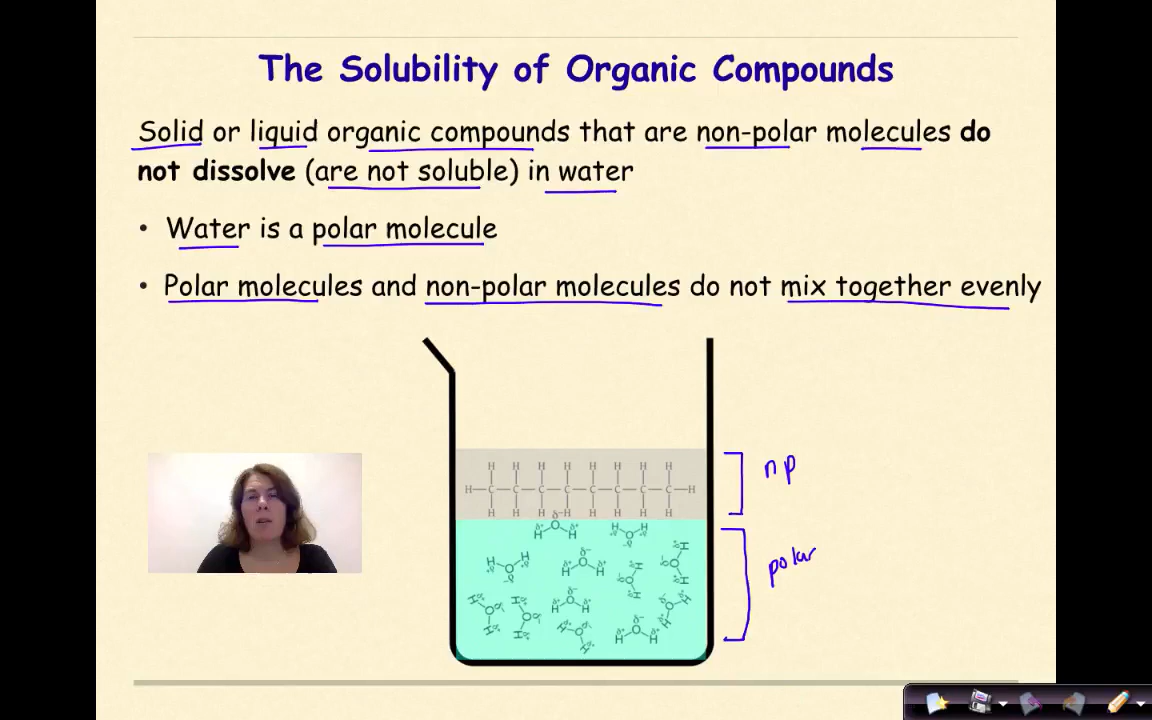 The Solubility of Organic Compounds
Solid or liquid organic compounds that are non-polar molecules do
not dissolve (are not soluble) in water
• Water is a polar molecule
• Polar molecules and non-polar molecules do not mix together evenly
H H H H H H H H
H—C—C—C—C—C—C—C—C—H
H H H H H H H H
np
polar